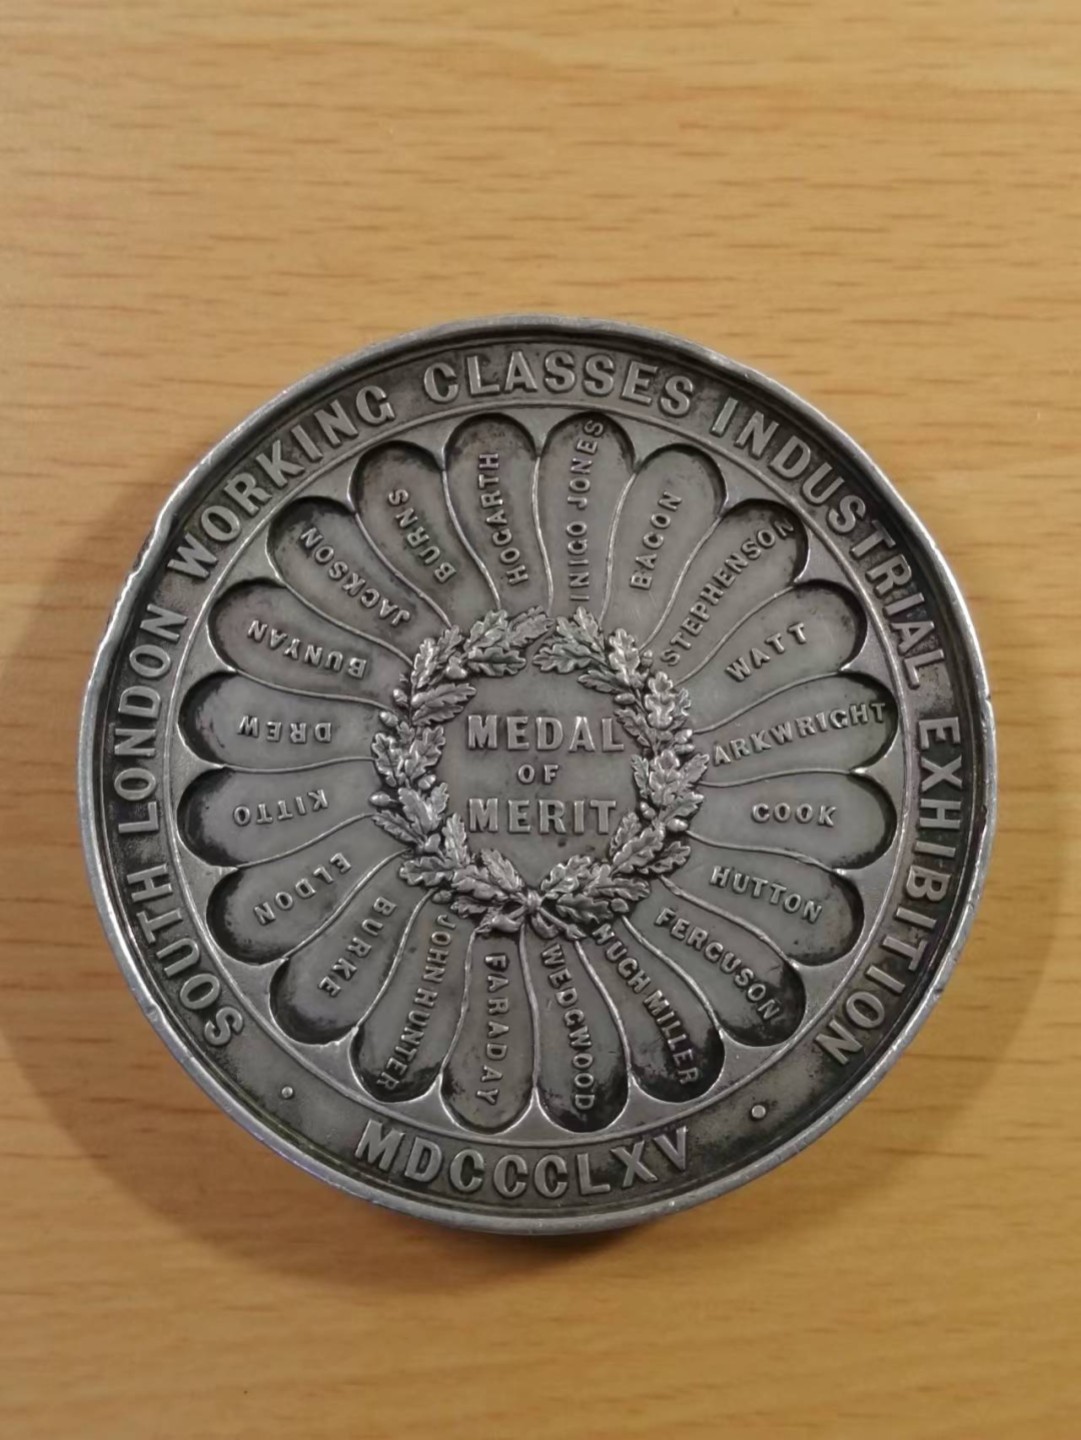 SOUTH LONDON WORKING CLASSES INDUSTRIAL EXHIBITION
MDCCCLXV
MEDAL
OF
MERIT
INIGO JONES
BACON
STEPHENSON
WATT
ARKWRIGHT
COOK
HUTTON
FERGUSON
HUGH MILLER
WEDGWOOD
FARADAY
JOHN HUNTER
BURKE
ELDON
KITTO
DREW
BUNYAN
JACKSON
BURNS
HOGARTH